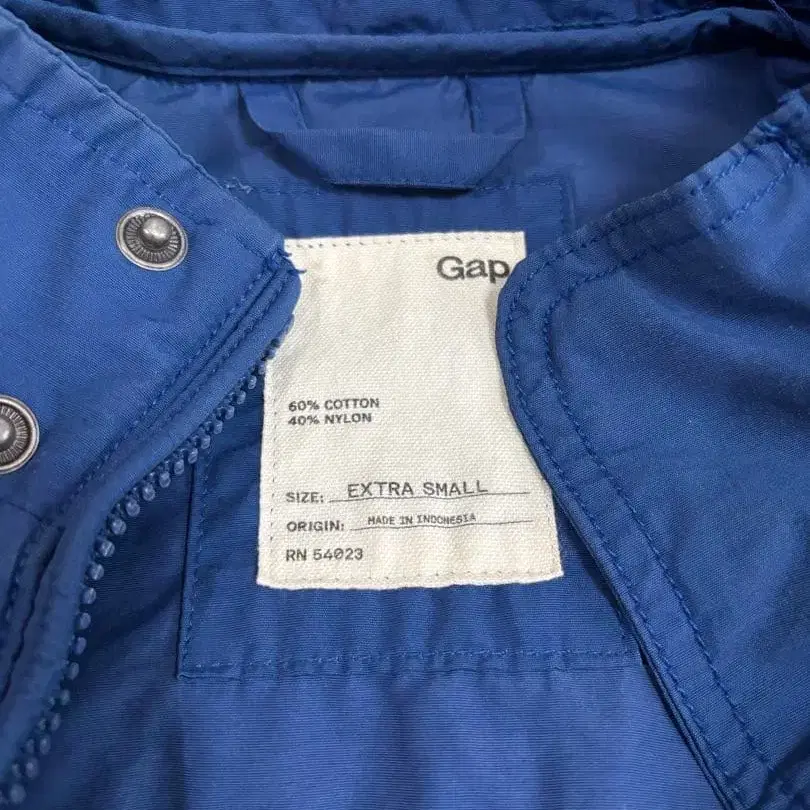 Gap
60% COTTON
40% NYLON
SIZE: EXTRA SMALL
ORIGIN: MADE IN INDONESIA
RN 54023